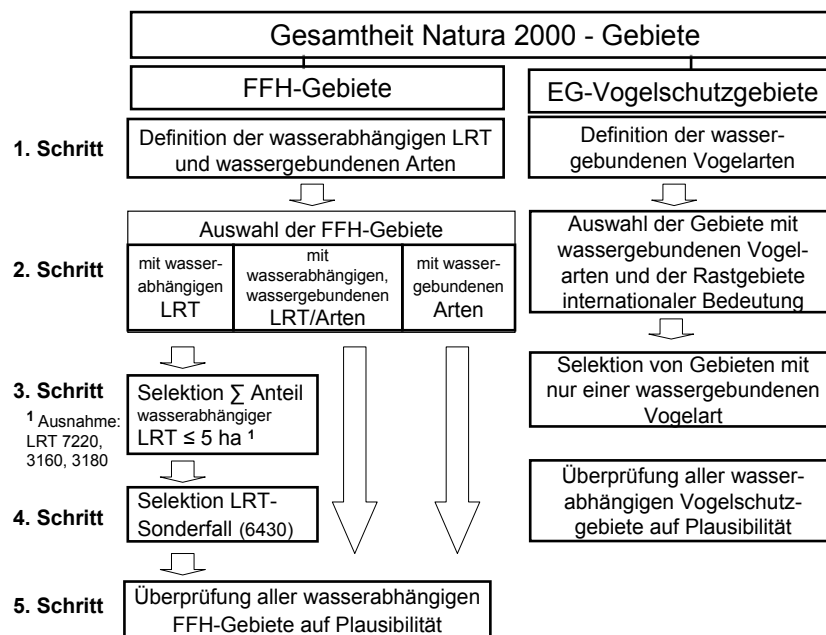 Gesamtheit Natura 2000 - Gebiete
FFH-Gebiete
EG-Vogelschutzgebiete
1. Schritt
Definition der wasserabhängigen LRT
und wassergebundenen Arten
Definition der wasser-
gebundenen Vogelarten
2. Schritt
Auswahl der FFH-Gebiete
mit wasser-
abhängigen
LRT
mit
wasserabhängigen,
wassergebundenen
LRT/Arten
mit wasser-
gebundenen
Arten
Auswahl der Gebiete mit
wassergebundenen Vogel-
arten und der Rastgebiete
internationaler Bedeutung
3. Schritt
¹ Ausnahme:
LRT 7220,
3160, 3180
Selektion ∑ Anteil
wasserabhängiger
LRT ≤ 5 ha ¹
Selektion von Gebieten mit
nur einer wassergebundenen
Vogelart
4. Schritt
Selektion LRT-
Sonderfall (6430)
Überprüfung aller wasser-
abhängigen Vogelschutz-
gebiete auf Plausibilität
5. Schritt
Überprüfung aller wasserabhängigen
FFH-Gebiete auf Plausibilität